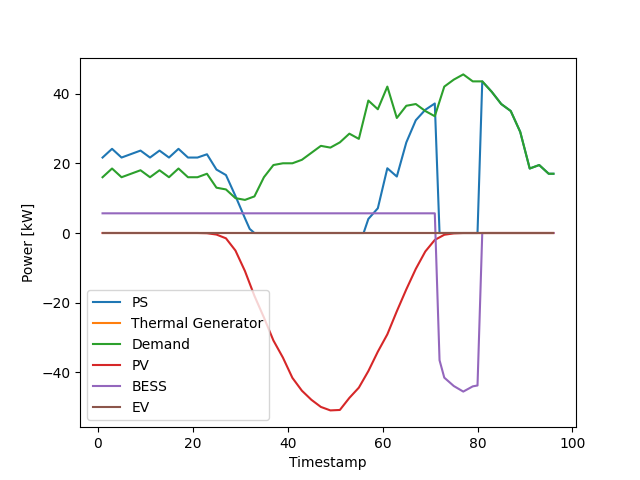 40
20
0
−20
−40
Power [kW]
PS
Thermal Generator
Demand
PV
BESS
EV
0 20 40 60 80 100
Timestamp